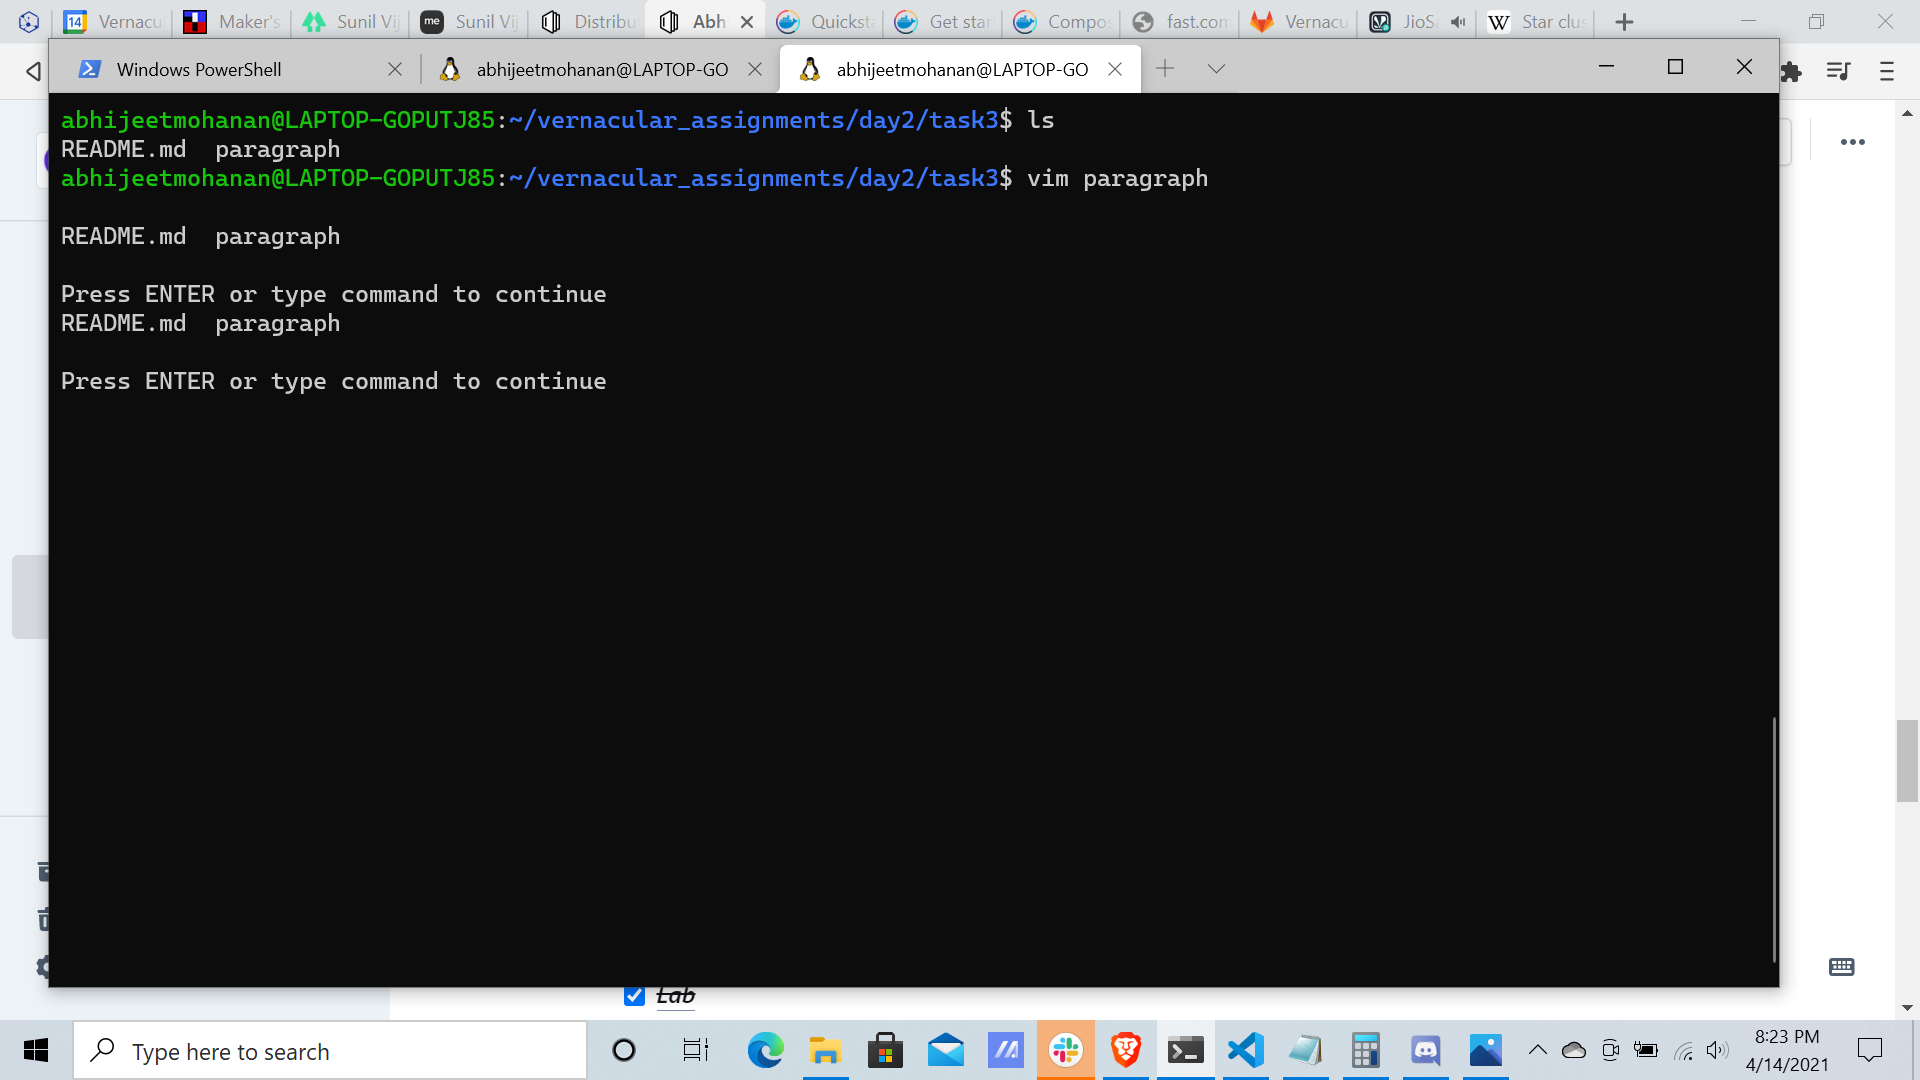 Vernacu
Maker's
Sunil Vij
Sunil Vij
Distribu
Abhi
Quicksta
Get star
Compos
fast.com
Vernacu
JioSa
Star clus
Windows PowerShell
abhijeetmohanan@LAPTOP-GO
abhijeetmohanan@LAPTOP-GO
abhijeetmohanan@LAPTOP-GOPUTJ85:~/vernacular_assignments/day2/task3$ ls
README.md  paragraph
abhijeetmohanan@LAPTOP-GOPUTJ85:~/vernacular_assignments/day2/task3$ vim paragraph
README.md  paragraph
Press ENTER or type command to continue
README.md  paragraph
Press ENTER or type command to continue
Lab
Type here to search
8:23 PM
4/14/2021